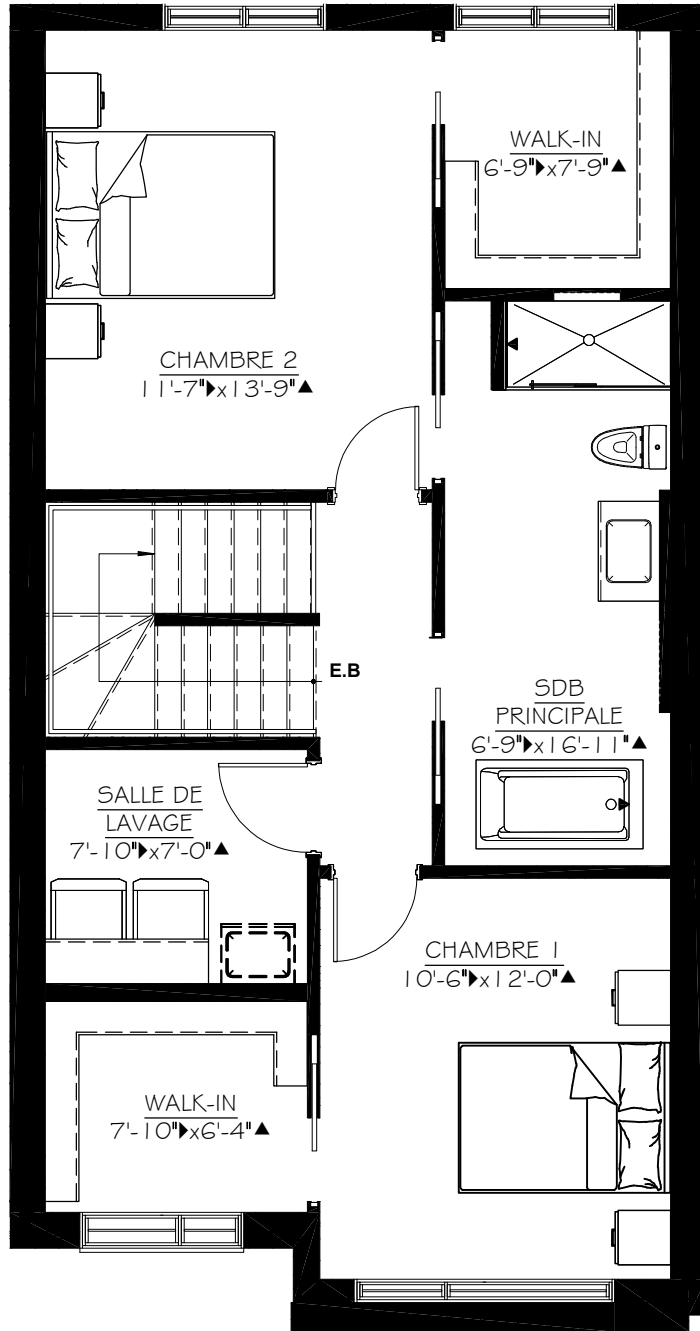 WALK-IN
6'-9"▶x7'-9"▲
CHAMBRE 2
11'-7"▶x13'-9"▲
E.B
SDB
PRINCIPALE
6'-9"▶x16'-11"▲
SALLE DE
LAVAGE
7'-10"▶x7'-0"▲
CHAMBRE 1
10'-6"▶x12'-0"▲
WALK-IN
7'-10"▶x6'-4"▲